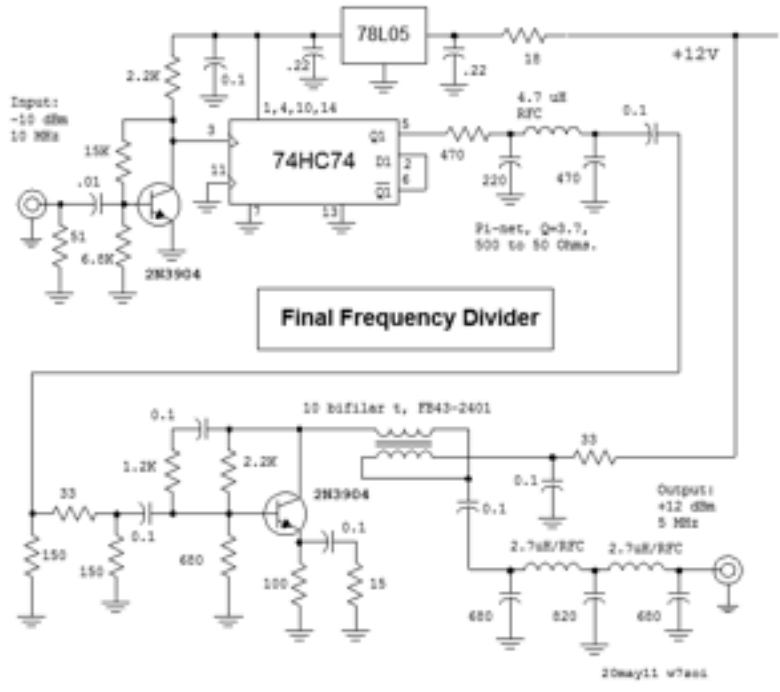 78L05
+12V
18
.22
.22
0.1
2.2K
1,4,10,14
4.7 uH
RFC
0.1
Input:
-10 dBm
10 MHz
3
5
Q1
470
74HC74
D1
2
15K
11
Q1
6
220
470
.01
7
13
Pi-net, Q=3.7,
500 to 50 Ohms.
51
6.8K
2N3904
Final Frequency Divider
10 bifilar t, FB43-2401
0.1
33
1.2K
2.2K
2N3904
0.1
Output:
+12 dBm
5 MHz
33
0.1
0.1
0.1
2.7uH/RFC
2.7uH/RFC
150
150
680
100
15
680
820
680
20may11 w7zoi